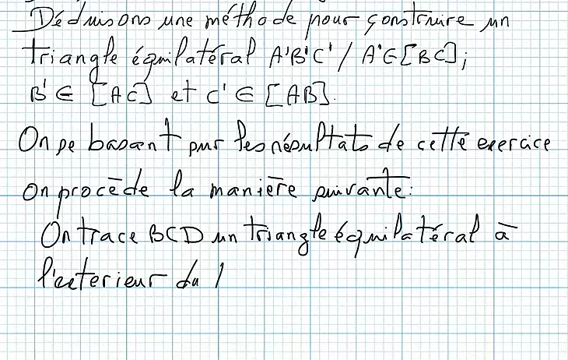 Déduisons une méthode pour construire un
triangle équilatéral A'B'C' / A'∈[BC];
B'∈ [AC] et C'∈ [AB].
On se basant sur les résultats de cette exercice
on procède la manière suivante:
On trace BCD un triangle équilatéral à
l'exterieur du